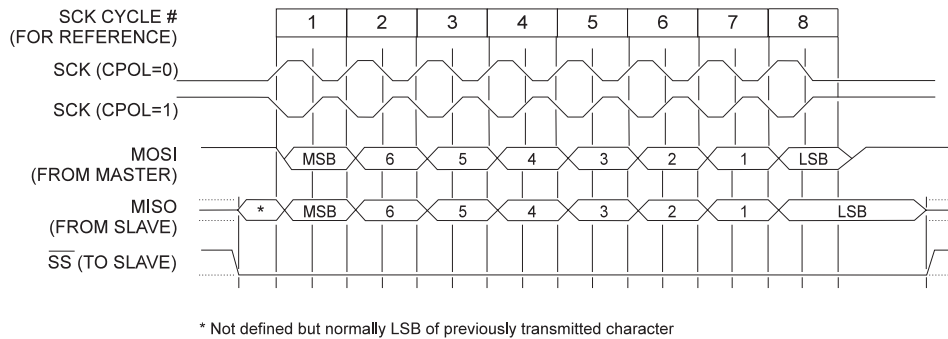 SCK CYCLE # 1 2 3 4 5 6 7 8
(FOR REFERENCE)
SCK (CPOL=0)
SCK (CPOL=1)
MOSI MSB 6 5 4 3 2 1 LSB
(FROM MASTER)
MISO * MSB 6 5 4 3 2 1 LSB
(FROM SLAVE)
SS (TO SLAVE)
* Not defined but normally LSB of previously transmitted character